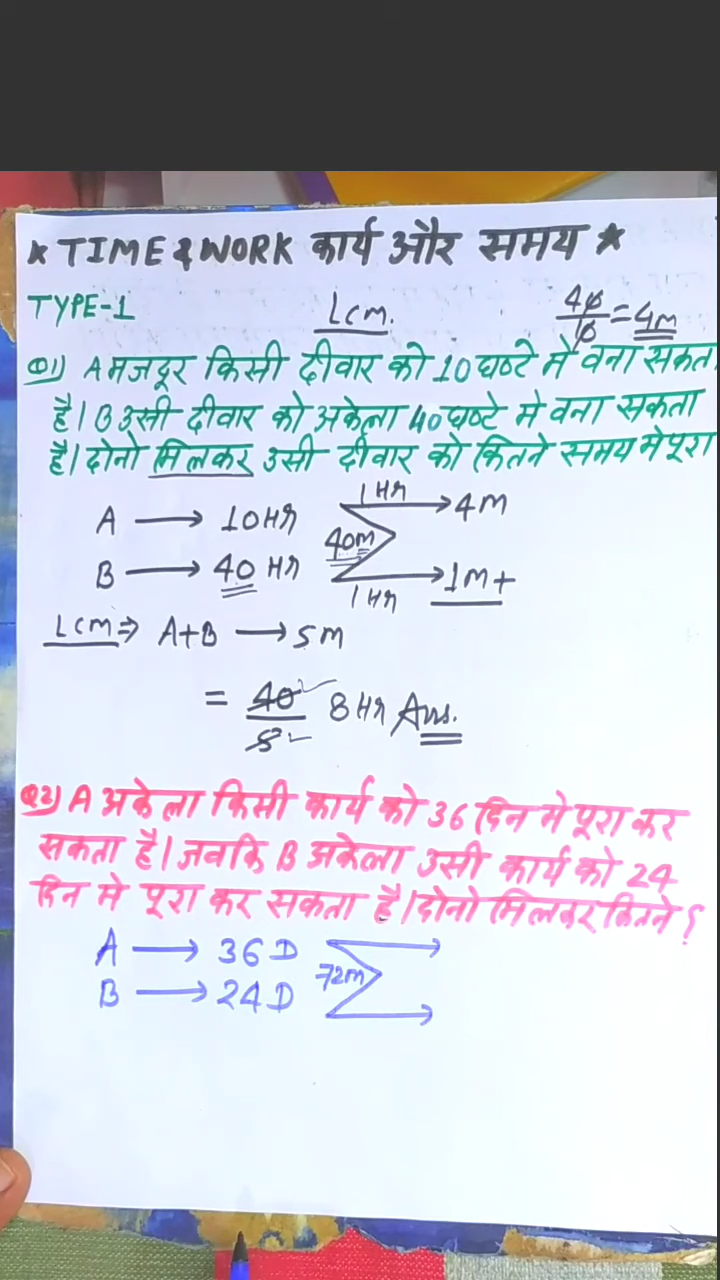 * TIME & WORK कार्य और समय *
TYPE-1 LCM. 40/10 = 4M
Q1) A मजदूर किसी दीवार को 10 घण्टे मे वना सकत
है। B उसी दीवार को अकेला 40 घण्टे मे वना सकता
है। दोनो मिलकर उसी दीवार को कितने समय मे पूरा
1 HR
A → 10 HR → 4M
40M
B → 40 HR → 1M+
1 HR
LCM ⇒ A+B → 5M
= 40/5 8 HR Ans.
Q2) A अकेला किसी कार्य को 36 दिन मे पूरा कर
सकता है। जवकि B अकेला उसी कार्य को 24
दिन मे पूरा कर सकता है। दोनो मिलकर कितने ?
A → 36 D
72M
B → 24 D